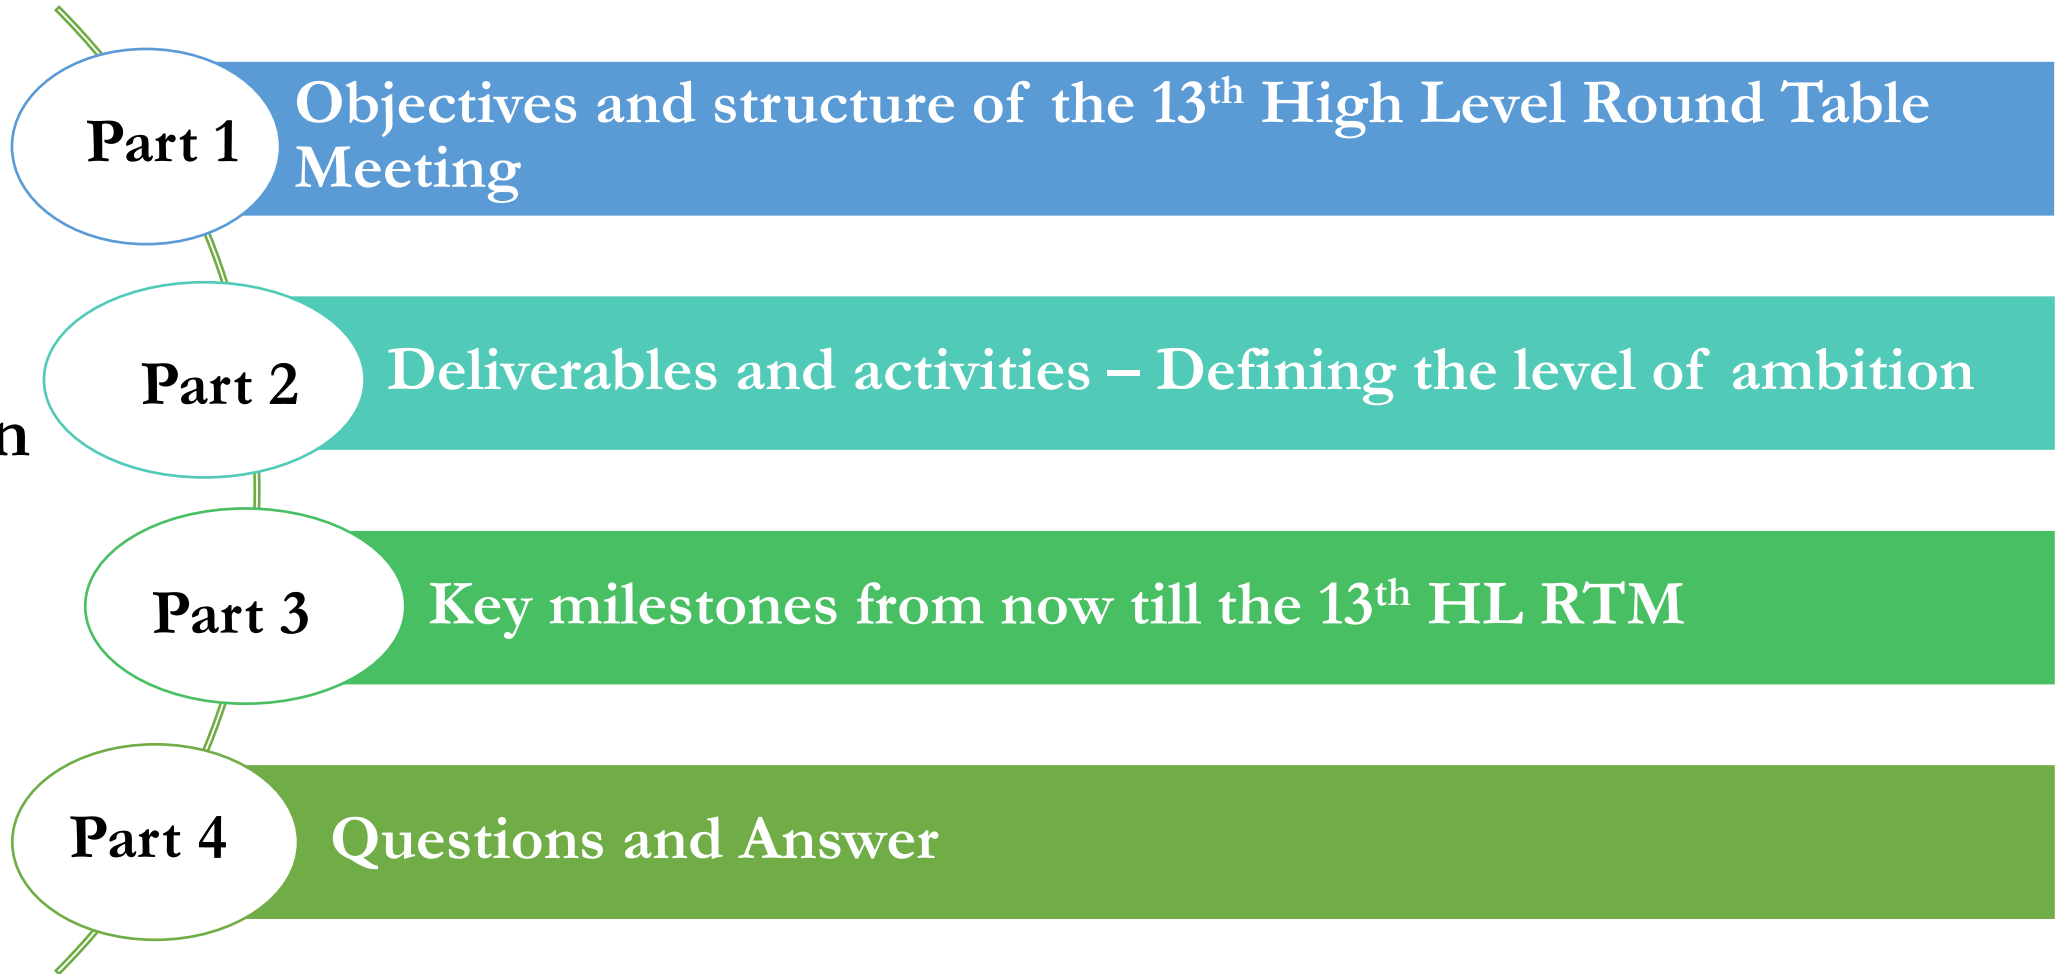 Part 1
Objectives and structure of the 13th High Level Round Table
Meeting
Part 2
Deliverables and activities – Defining the level of ambition
n
Part 3
Key milestones from now till the 13th HL RTM
Part 4
Questions and Answer